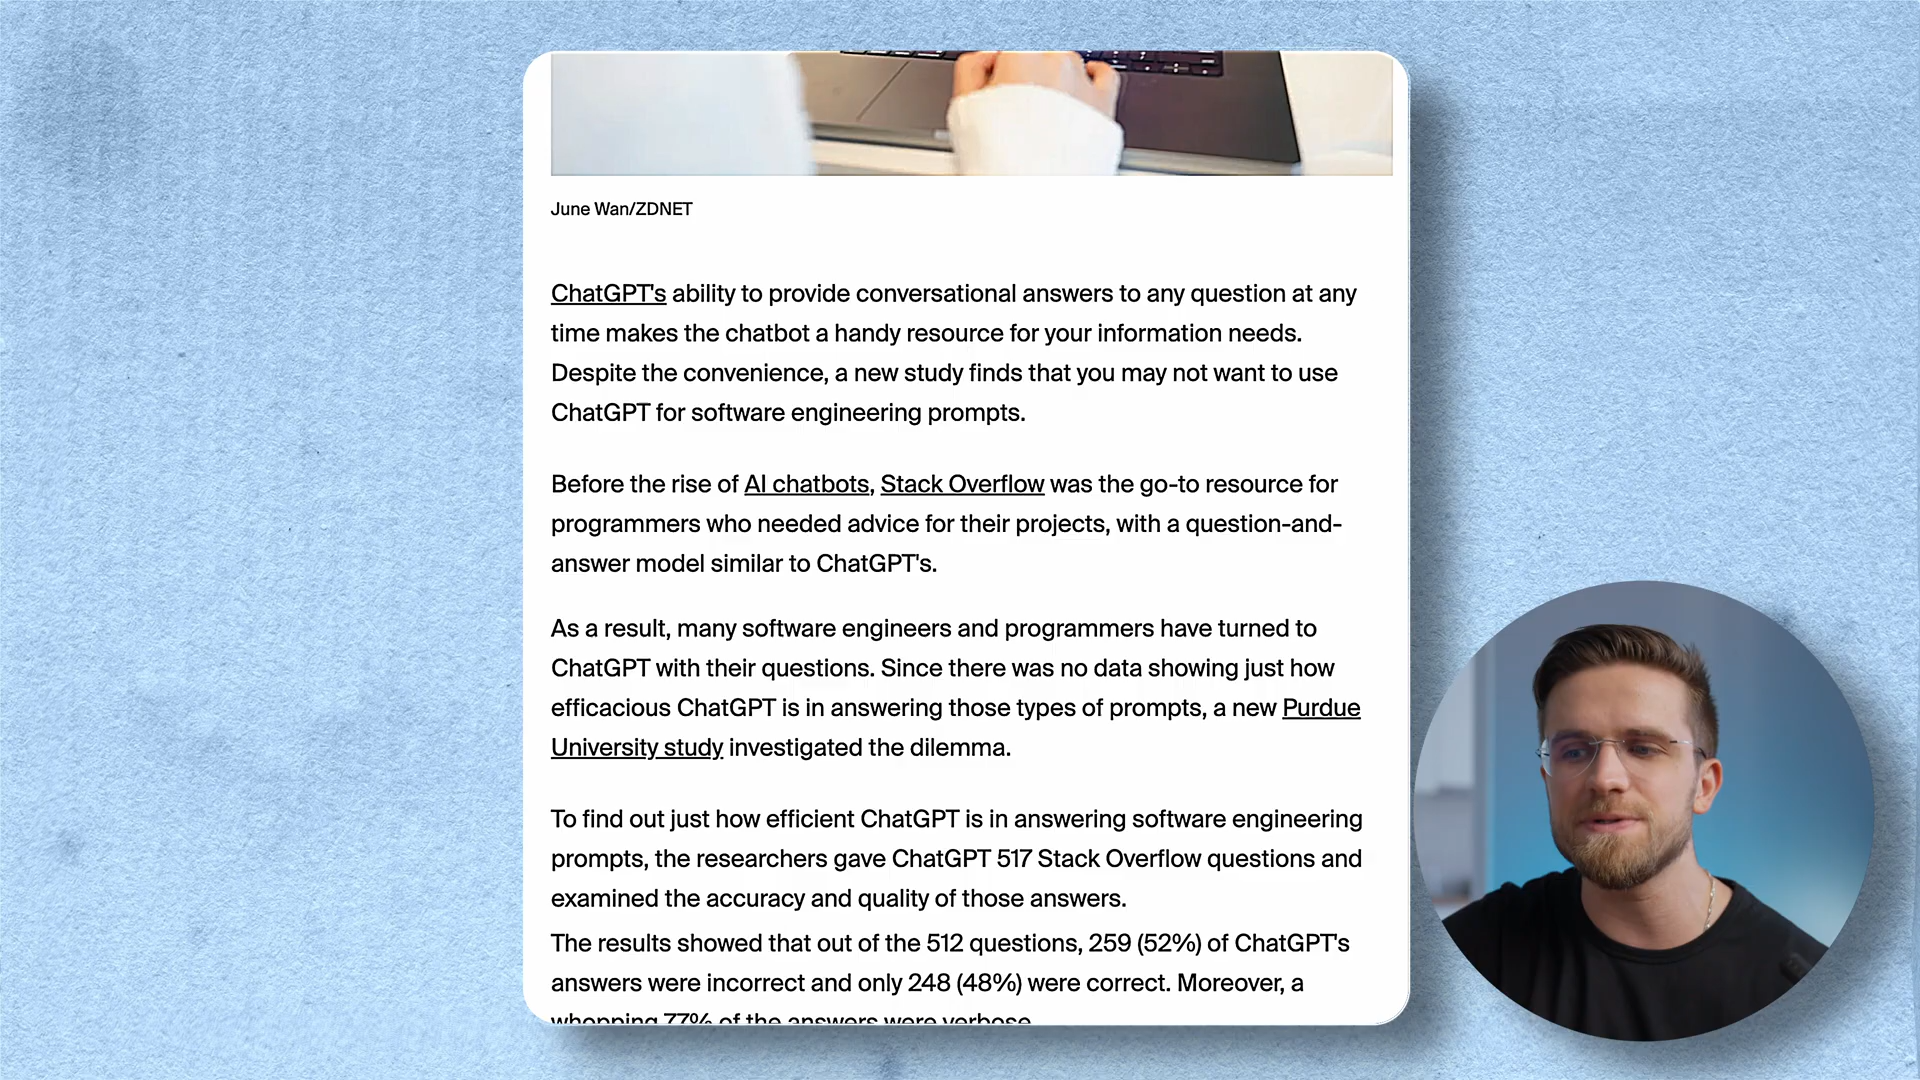 June Wan/ZDNET
ChatGPT's ability to provide conversational answers to any question at any
time makes the chatbot a handy resource for your information needs.
Despite the convenience, a new study finds that you may not want to use
ChatGPT for software engineering prompts.
Before the rise of AI chatbots, Stack Overflow was the go-to resource for
programmers who needed advice for their projects, with a question-and-
answer model similar to ChatGPT's.
As a result, many software engineers and programmers have turned to
ChatGPT with their questions. Since there was no data showing just how
efficacious ChatGPT is in answering those types of prompts, a new Purdue
University study investigated the dilemma.
To find out just how efficient ChatGPT is in answering software engineering
prompts, the researchers gave ChatGPT 517 Stack Overflow questions and
examined the accuracy and quality of those answers.
The results showed that out of the 512 questions, 259 (52%) of ChatGPT's
answers were incorrect and only 248 (48%) were correct. Moreover, a
whopping 77% of the answers were verbose